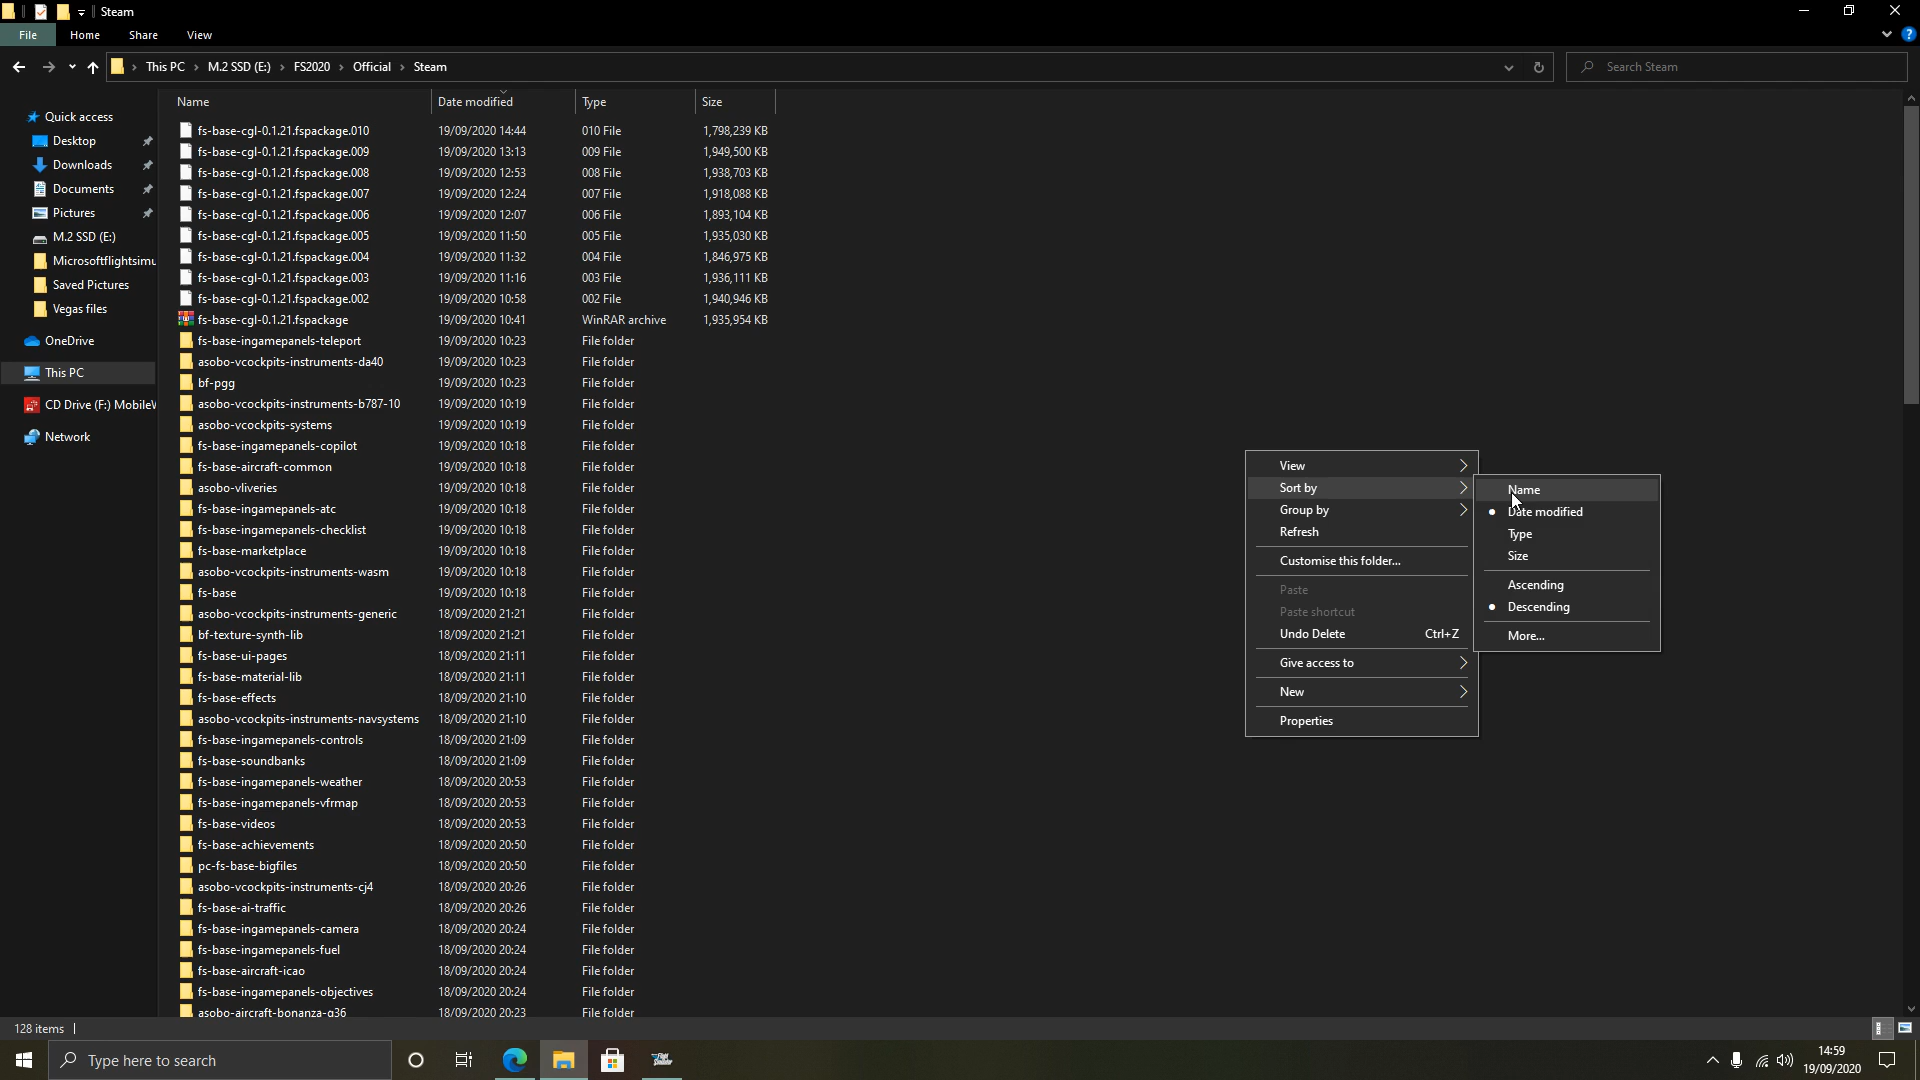 Steam
File Home Share View
This PC > M.2 SSD (E:) > FS2020 > Official > Steam
Search Steam
Name Date modified Type Size
Quick access
Desktop
Downloads
Documents
Pictures
M.2 SSD (E:)
Microsoftflightsimu
Saved Pictures
Vegas files
OneDrive
This PC
CD Drive (F:) Mobile
Network
fs-base-cgl-0.1.21.fspackage.010 19/09/2020 14:44 010 File 1,798,239 KB
fs-base-cgl-0.1.21.fspackage.009 19/09/2020 13:13 009 File 1,949,500 KB
fs-base-cgl-0.1.21.fspackage.008 19/09/2020 12:53 008 File 1,938,703 KB
fs-base-cgl-0.1.21.fspackage.007 19/09/2020 12:24 007 File 1,918,088 KB
fs-base-cgl-0.1.21.fspackage.006 19/09/2020 12:07 006 File 1,893,104 KB
fs-base-cgl-0.1.21.fspackage.005 19/09/2020 11:50 005 File 1,935,030 KB
fs-base-cgl-0.1.21.fspackage.004 19/09/2020 11:32 004 File 1,846,975 KB
fs-base-cgl-0.1.21.fspackage.003 19/09/2020 11:16 003 File 1,936,111 KB
fs-base-cgl-0.1.21.fspackage.002 19/09/2020 10:58 002 File 1,940,946 KB
fs-base-cgl-0.1.21.fspackage 19/09/2020 10:41 WinRAR archive 1,935,954 KB
fs-base-ingamepanels-teleport 19/09/2020 10:23 File folder
asobo-vcockpits-instruments-da40 19/09/2020 10:23 File folder
bf-pgg 19/09/2020 10:23 File folder
asobo-vcockpits-instruments-b787-10 19/09/2020 10:19 File folder
asobo-vcockpits-systems 19/09/2020 10:19 File folder
fs-base-ingamepanels-copilot 19/09/2020 10:18 File folder
fs-base-aircraft-common 19/09/2020 10:18 File folder
asobo-vliveries 19/09/2020 10:18 File folder
fs-base-ingamepanels-atc 19/09/2020 10:18 File folder
fs-base-ingamepanels-checklist 19/09/2020 10:18 File folder
fs-base-marketplace 19/09/2020 10:18 File folder
asobo-vcockpits-instruments-wasm 19/09/2020 10:18 File folder
fs-base 19/09/2020 10:18 File folder
asobo-vcockpits-instruments-generic 18/09/2020 21:21 File folder
bf-texture-synth-lib 18/09/2020 21:21 File folder
fs-base-ui-pages 18/09/2020 21:11 File folder
fs-base-material-lib 18/09/2020 21:11 File folder
fs-base-effects 18/09/2020 21:10 File folder
asobo-vcockpits-instruments-navsystems 18/09/2020 21:10 File folder
fs-base-ingamepanels-controls 18/09/2020 21:09 File folder
fs-base-soundbanks 18/09/2020 21:09 File folder
fs-base-ingamepanels-weather 18/09/2020 20:53 File folder
fs-base-ingamepanels-vfrmap 18/09/2020 20:53 File folder
fs-base-videos 18/09/2020 20:53 File folder
fs-base-achievements 18/09/2020 20:50 File folder
pc-fs-base-bigfiles 18/09/2020 20:50 File folder
asobo-vcockpits-instruments-cj4 18/09/2020 20:26 File folder
fs-base-ai-traffic 18/09/2020 20:26 File folder
fs-base-ingamepanels-camera 18/09/2020 20:24 File folder
fs-base-ingamepanels-fuel 18/09/2020 20:24 File folder
fs-base-aircraft-icao 18/09/2020 20:24 File folder
fs-base-ingamepanels-objectives 18/09/2020 20:24 File folder
asobo-aircraft-bonanza-g36 18/09/2020 20:23 File folder
View
Sort by
Group by
Refresh
Customise this folder...
Paste
Paste shortcut
Undo Delete Ctrl+Z
Give access to
New
Properties
Name
Date modified
Type
Size
Ascending
Descending
More...
128 items
Type here to search
14:59
19/09/2020